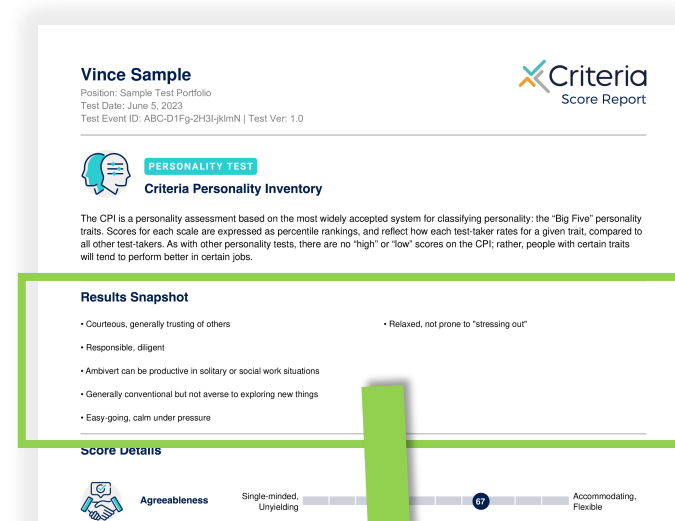 Vince Sample
Position: Sample Test Portfolio
Test Date: June 5, 2023
Test Event ID: ABC-D1Fg-2H3I-jklmN | Test Ver: 1.0
Criteria
Score Report
PERSONALITY TEST
Criteria Personality Inventory
The CPI is a personality assessment based on the most widely accepted system for classifying personality: the “Big Five” personality
traits. Scores for each scale are expressed as percentile rankings, and reflect how each test-taker rates for a given trait, compared to
all other test-takers. As with other personality tests, there are no “high” or “low” scores on the CPI; rather, people with certain traits
will tend to perform better in certain jobs.
Results Snapshot
• Courteous, generally trusting of others
• Responsible, diligent
• Ambivert can be productive in solitary or social work situations
• Generally conventional but not averse to exploring new things
• Easy-going, calm under pressure
• Relaxed, not prone to "stressing out"
Score Details
Agreeableness
Single-minded,
Unyielding
67
Accommodating,
Flexible